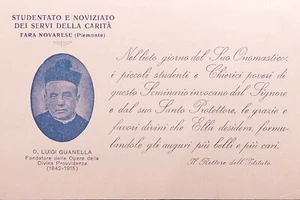 STUDENTATO E NOVIZIATO
DEI SERVI DELLA CARITÀ
FARA NOVARESE (Piemonte)
D. LUIGI GUANELLA
Fondatore delle Opere della
Divina Provvidenza
(1842-1915)
Nel lieto giorno del Suo Onomastico
i piccoli studenti e Chierici poveri di
questo Seminario invocano dal Signore
e dal suo Santo Protettore, le grazie e
favori divini che Ella desidera, formu-
landole gli auguri più belli e più cari.
Il Rettore dell'Istituto.